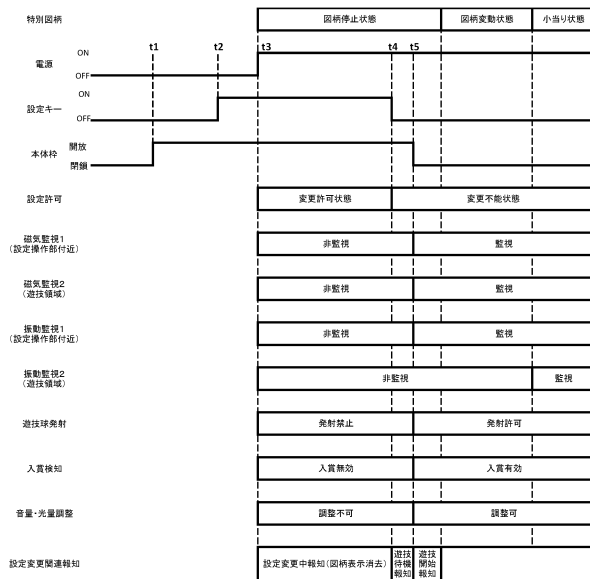 特別図柄
図柄停止状態
図柄変動状態
小当り状態
t1
t2
t3
t4
t5
電源
ON
OFF
設定キー
ON
OFF
本体枠
開放
閉鎖
設定許可
変更許可状態
変更不能状態
磁気監視1
(設定操作部付近)
非監視
監視
磁気監視2
(遊技領域)
非監視
監視
振動監視1
(設定操作部付近)
非監視
監視
振動監視2
(遊技領域)
非監視
監視
遊技球発射
発射禁止
発射許可
入賞検知
入賞無効
入賞有効
音量・光量調整
調整不可
調整可
設定変更関連報知
設定変更中報知(図柄表示消去)
遊技
待機
報知
遊技
開始
報知